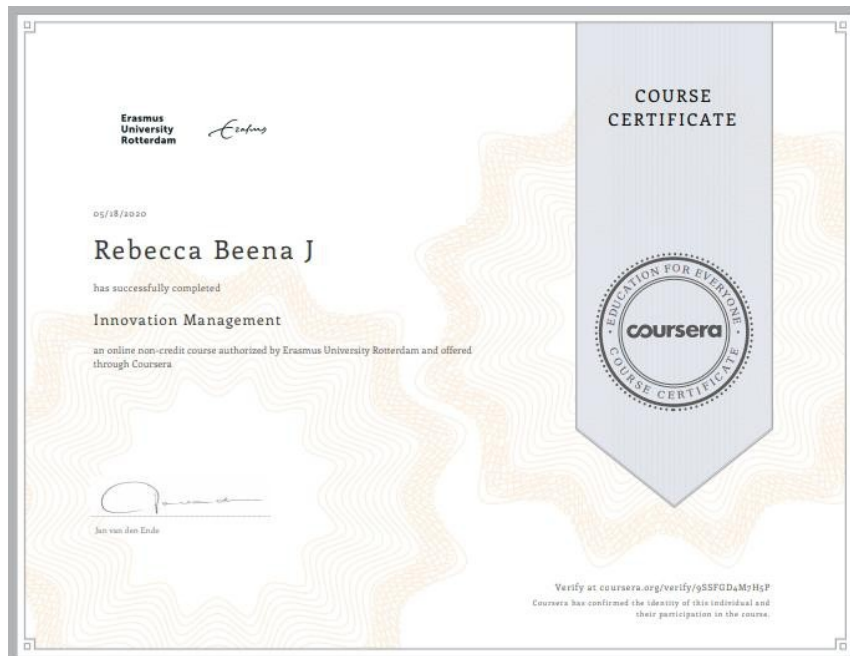 Erasmus
University
Rotterdam
Erasmus
COURSE
CERTIFICATE
05/18/2020
Rebecca Beena J
has successfully completed
Innovation Management
an online non-credit course authorized by Erasmus University Rotterdam and offered
through Coursera
EDUCATION FOR EVERYONE
coursera
COURSE CERTIFICATE
Jan van den Ende
Verify at coursera.org/verify/9SSFGD4M7H5P
Coursera has confirmed the identity of this individual and
their participation in the course.